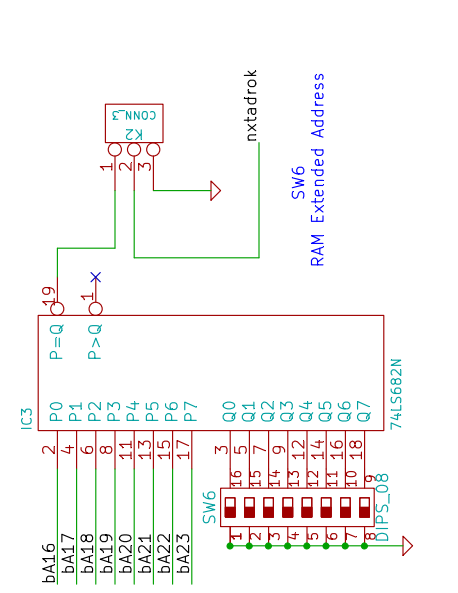 nxtadrok
SW6
RAM Extended Address
CONN_3
K2
1
2
3
19
1
P=Q
P>Q
IC3
P0
P1
P2
P3
P4
P5
P6
P7
Q0
Q1
Q2
Q3
Q4
Q5
Q6
Q7
74LS682N
2
4
6
8
11
13
15
17
3
5
7
9
12
14
16
18
16
15
14
13
12
11
10
9
SW6
DIPS_08
1
2
3
4
5
6
7
8
bA16
bA17
bA18
bA19
bA20
bA21
bA22
bA23